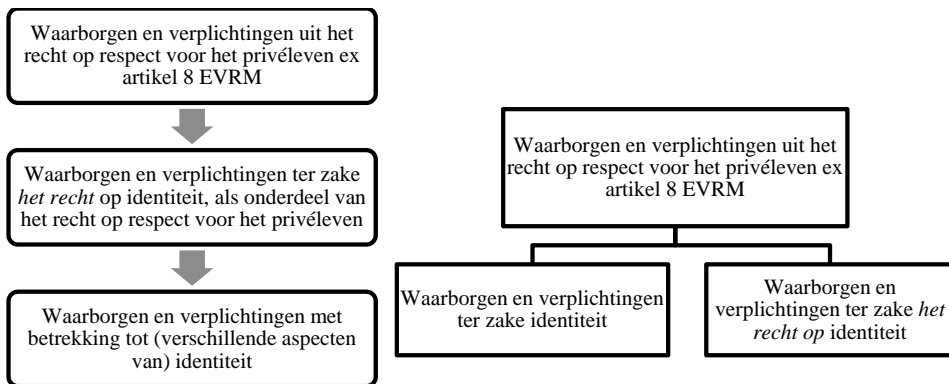 Waarborgen en verplichtingen uit het
recht op respect voor het privéleven ex
artikel 8 EVRM
Waarborgen en verplichtingen ter zake
het recht op identiteit, als onderdeel van
het recht op respect voor het privéleven
Waarborgen en verplichtingen met
betrekking tot (verschillende aspecten
van) identiteit
Waarborgen en verplichtingen uit het
recht op respect voor het privéleven ex
artikel 8 EVRM
Waarborgen en verplichtingen
ter zake identiteit
Waarborgen en
verplichtingen ter zake het
recht op identiteit